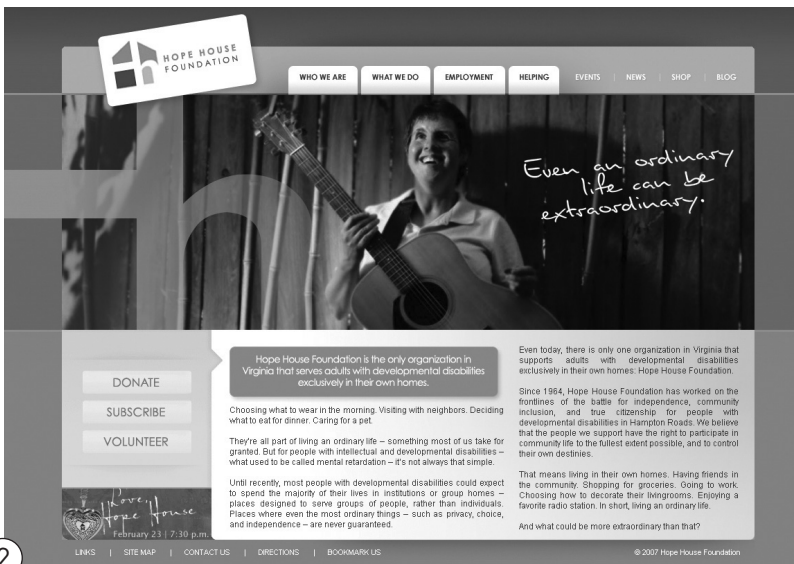 HOPE HOUSE
FOUNDATION
WHO WE ARE
WHAT WE DO
EMPLOYMENT
HELPING
EVENTS | NEWS | SHOP | BLOG
Even an ordinary
life can be
extraordinary.
DONATE
SUBSCRIBE
VOLUNTEER
Love,
Hope House
February 23 | 7:30 p.m.
Hope House Foundation is the only organization in
Virginia that serves adults with developmental disabilities
exclusively in their own homes.
Choosing what to wear in the morning. Visiting with neighbors. Deciding
what to eat for dinner. Caring for a pet.
They're all part of living an ordinary life – something most of us take for
granted. But for people with intellectual and developmental disabilities –
what used to be called mental retardation – it's not always that simple.
Until recently, most people with developmental disabilities could expect
to spend the majority of their lives in institutions or group homes –
places designed to serve groups of people, rather than individuals.
Places where even the most ordinary things – such as privacy, choice,
and independence – are never guaranteed.
Even today, there is only one organization in Virginia that
supports adults with developmental disabilities
exclusively in their own homes: Hope House Foundation.
Since 1964, Hope House Foundation has worked on the
frontlines of the battle for independence, community
inclusion, and true citizenship for people with
developmental disabilities in Hampton Roads. We believe
that the people we support have the right to participate in
community life to the fullest extent possible, and to control
their own destinies.
That means living in their own homes. Having friends in
the community. Shopping for groceries. Going to work.
Choosing how to decorate their livingrooms. Enjoying a
favorite radio station. In short, living an ordinary life.
And what could be more extraordinary than that?
LINKS | SITE MAP | CONTACT US | DIRECTIONS | BOOKMARK US
© 2007 Hope House Foundation